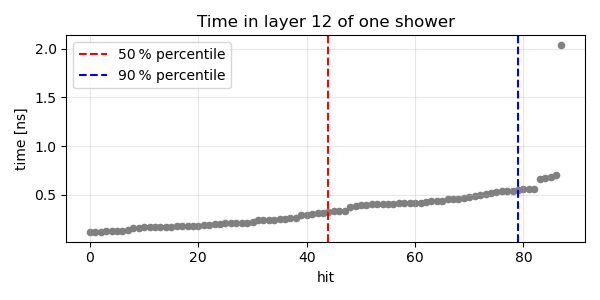 Time in layer 12 of one shower
50 % percentile
90 % percentile
time [ns]
2.0
1.5
1.0
0.5
0 20 40 60 80
hit